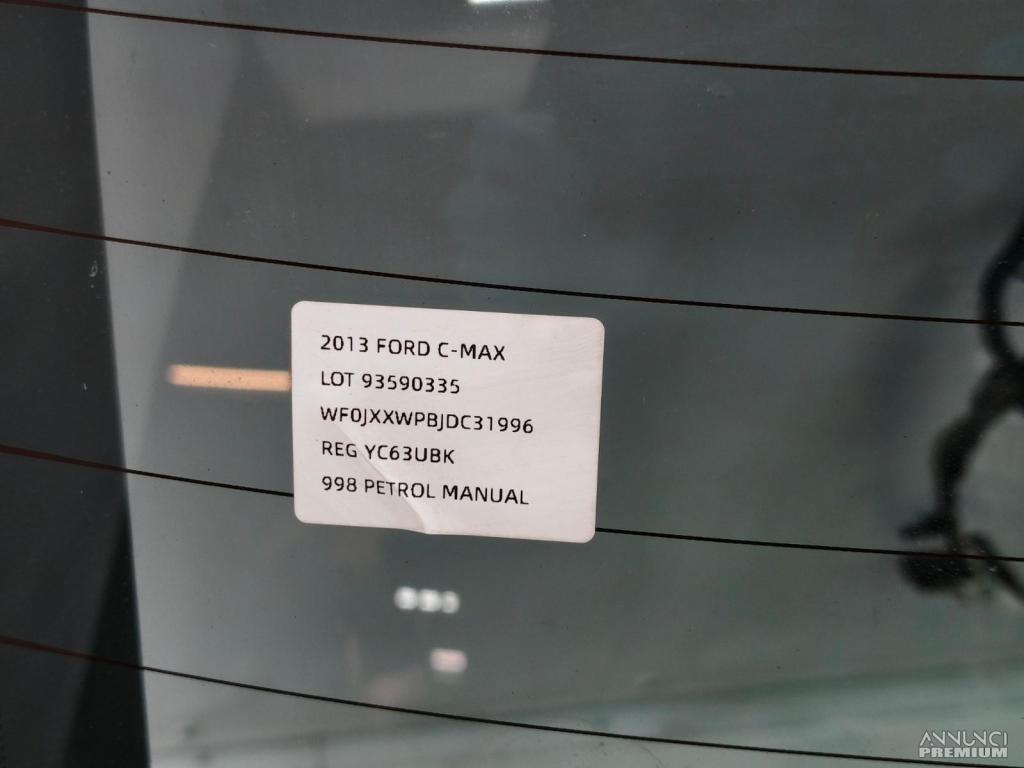 2013 FORD C-MAX
LOT 93590335
WF0JXXWPBJDC31996
REG YC63UBK
998 PETROL MANUAL
ANNUNCI
PREMIUM